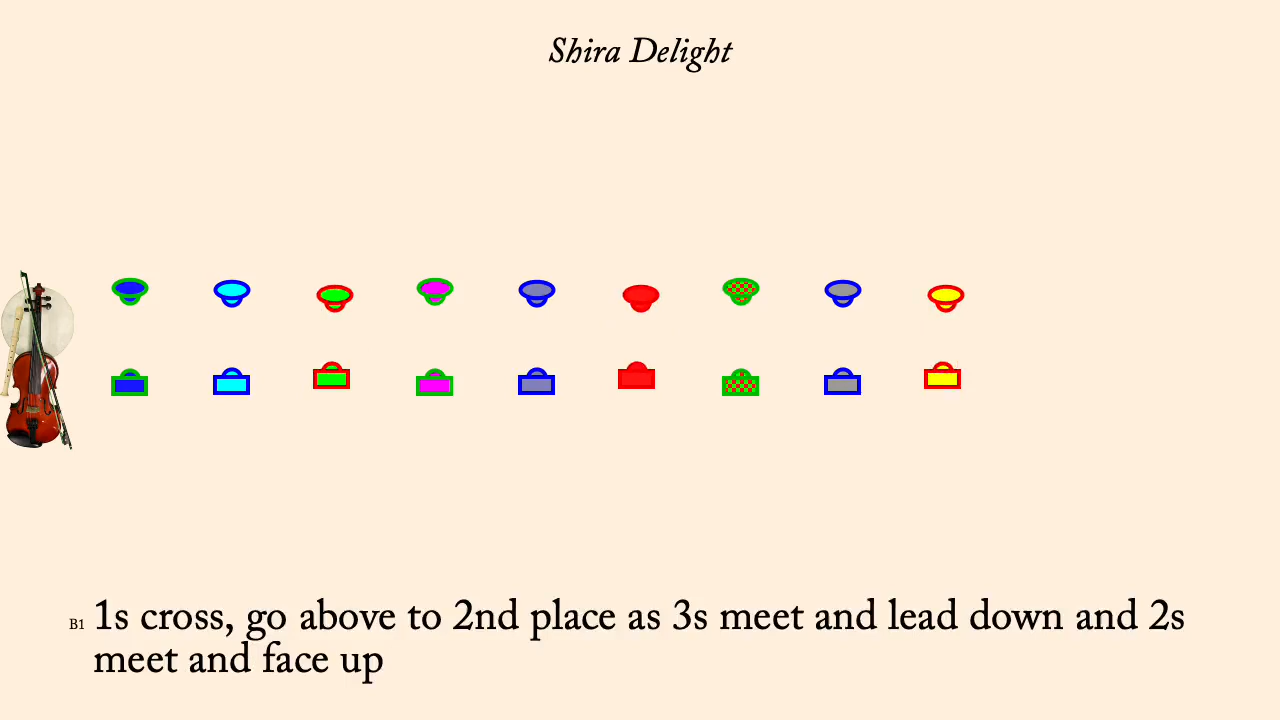 Shira Delight
B1 1s cross, go above to 2nd place as 3s meet and lead down and 2s
meet and face up